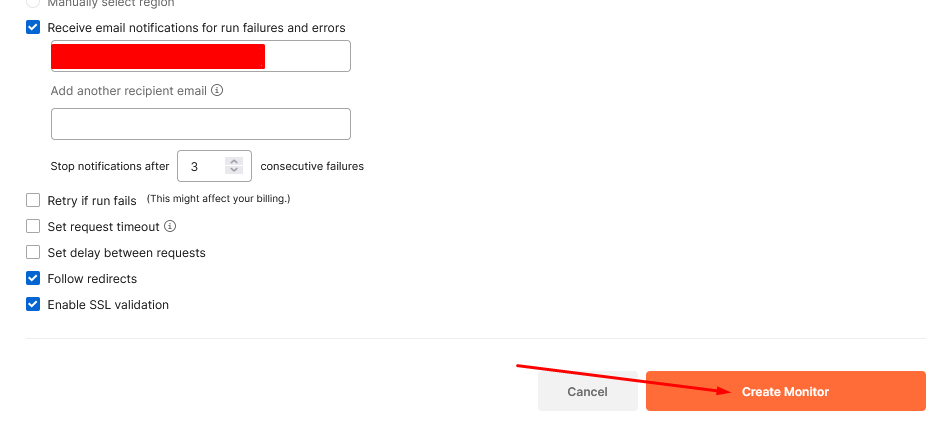 Manually select region
Receive email notifications for run failures and errors
Add another recipient email
Stop notifications after 3 consecutive failures
Retry if run fails (This might affect your billing.)
Set request timeout
Set delay between requests
Follow redirects
Enable SSL validation
Cancel Create Monitor